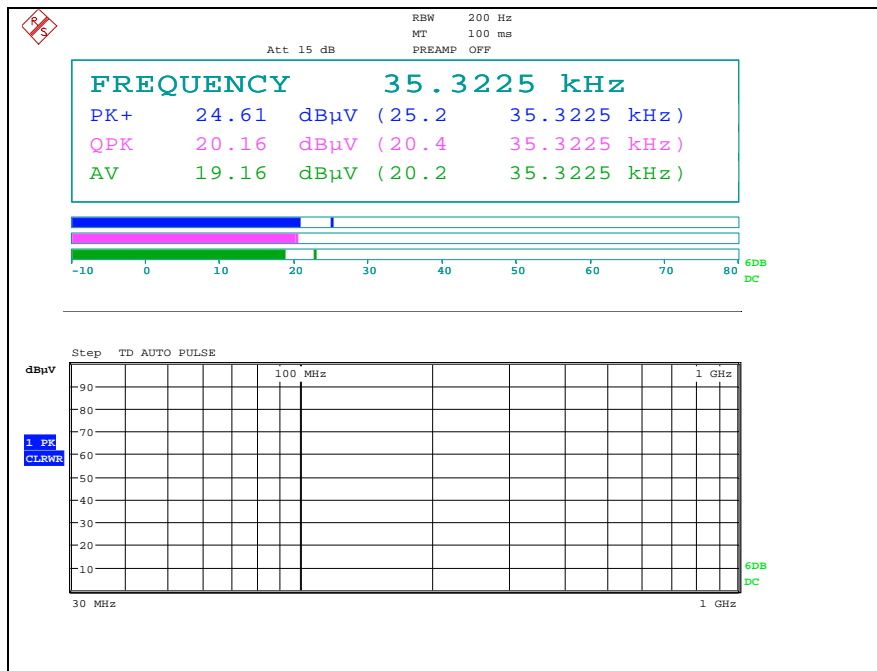 R S
RBW 200 Hz
MT 100 ms
Att 15 dB PREAMP OFF
FREQUENCY 35.3225 kHz
PK+ 24.61 dBµV (25.2 35.3225 kHz)
QPK 20.16 dBµV (20.4 35.3225 kHz)
AV 19.16 dBµV (20.2 35.3225 kHz)
-10 0 10 20 30 40 50 60 70 80
6DB
DC
Step TD AUTO PULSE
dBµV
100 MHz 1 GHz
90
80
70
1 PK
CLRWR
60
50
40
30
20
10
6DB
DC
30 MHz 1 GHz